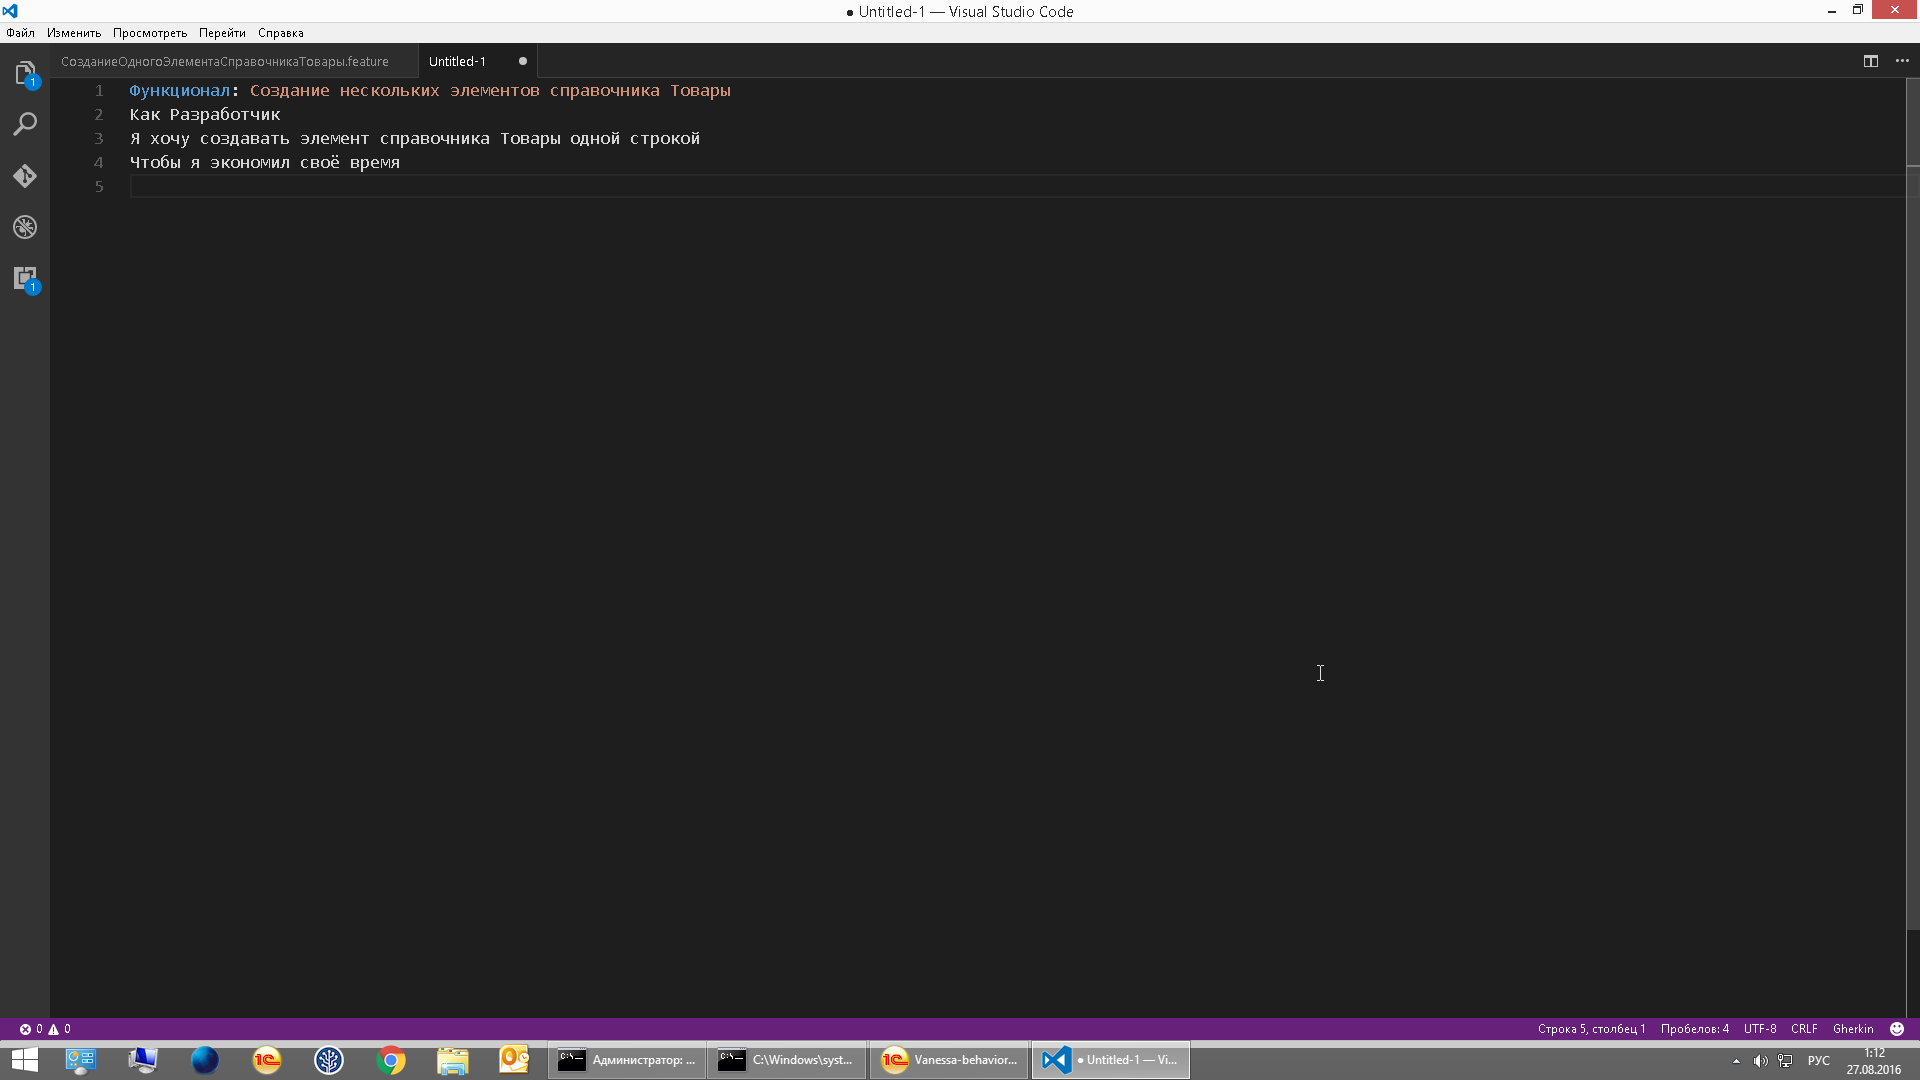 ● Untitled-1 — Visual Studio Code
Файл Изменить Просмотреть Перейти Справка
СозданиеОдногоЭлементаСправочникаТовары.feature Untitled-1
1 Функционал: Создание нескольких элементов справочника Товары
2 Как Разработчик
3 Я хочу создавать элемент справочника Товары одной строкой
4 Чтобы я экономил своё время
5
1
1
0 0 Строка 5, столбец 1 Пробелов: 4 UTF-8 CRLF Gherkin
Администратор: ... C:\Windows\syst... Vanessa-behavior... ● Untitled-1 — Vi... РУС 1:12
27.08.2016